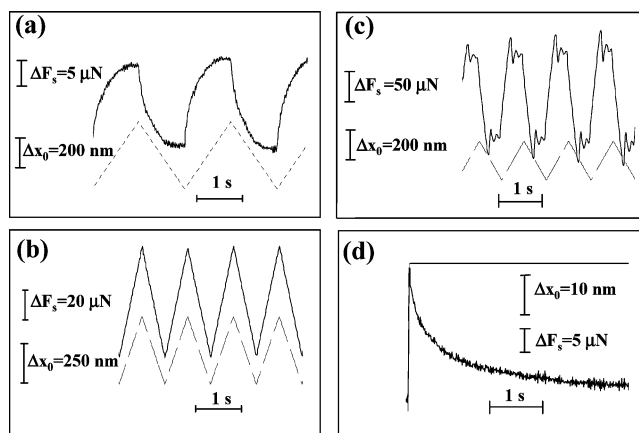 (a)
ΔFₛ=5 μN
Δx₀=200 nm
1 s
(b)
ΔFₛ=20 μN
Δx₀=250 nm
1 s
(c)
ΔFₛ=50 μN
Δx₀=200 nm
1 s
(d)
Δx₀=10 nm
ΔFₛ=5 μN
1 s